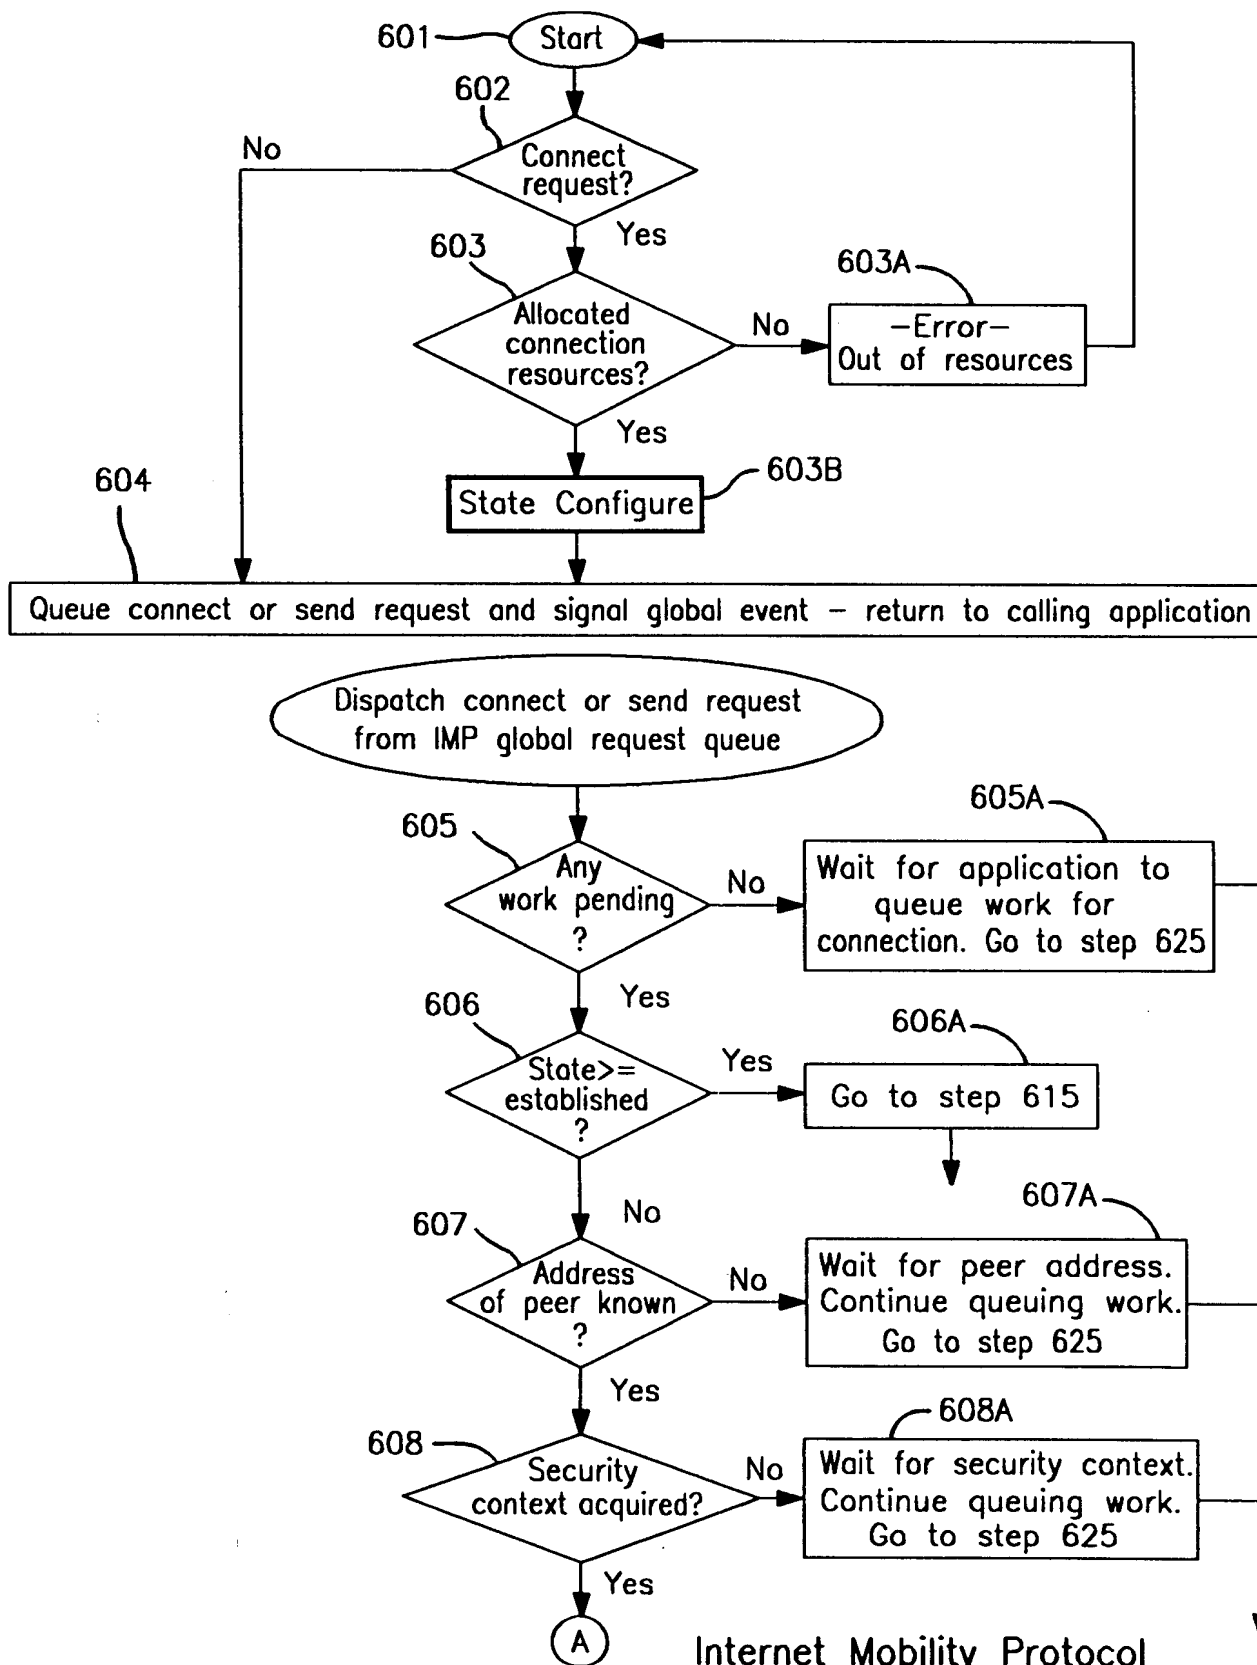 601
Start
602
No
Connect
request?
Yes
603
603A
Allocated
connection
resources?
No
-Error-
Out of resources
Yes
603B
604
State Configure
Queue connect or send request and signal global event – return to calling application
Dispatch connect or send request
from IMP global request queue
605A
605
Any
work pending
?
No
Wait for application to
queue work for
connection. Go to step 625
Yes
606
606A
State>=
established
?
Yes
Go to step 615
No
607A
607
Address
of peer known
?
No
Wait for peer address.
Continue queuing work.
Go to step 625
Yes
608A
608
Security
context acquired?
No
Wait for security context.
Continue queuing work.
Go to step 625
Yes
A
Internet Mobility Protocol